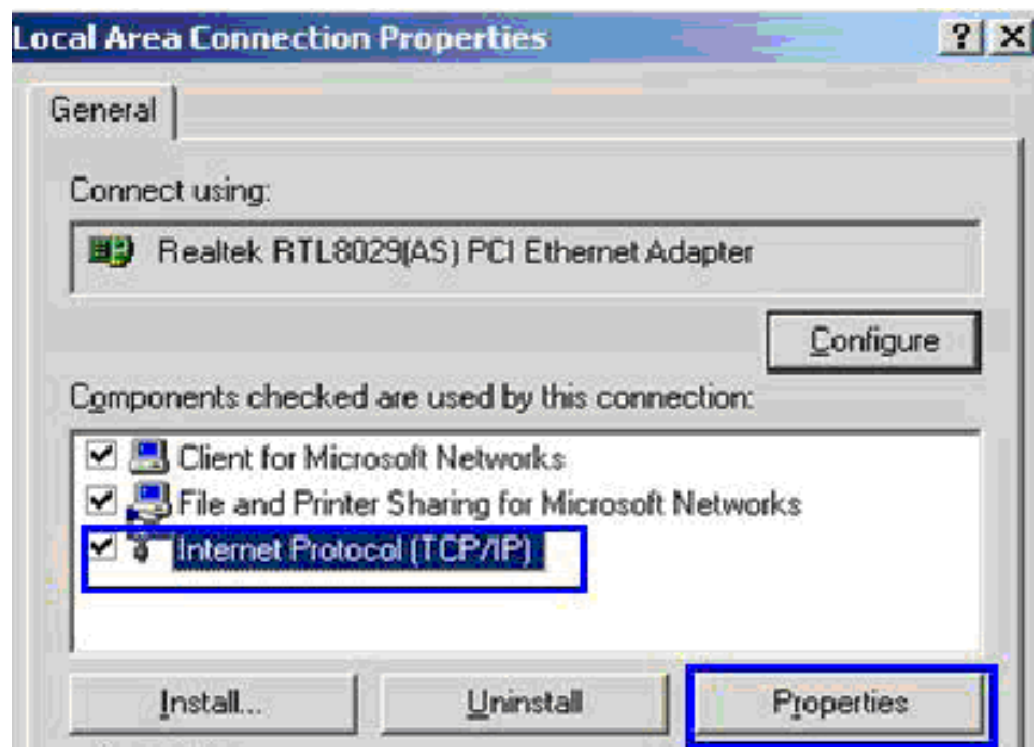 Local Area Connection Properties
General
Connect using:
Realtek RTL8029(AS) PCI Ethernet Adapter
Configure
Components checked are used by this connection:
Client for Microsoft Networks
File and Printer Sharing for Microsoft Networks
Internet Protocol (TCP/IP)
Install... Uninstall Properties